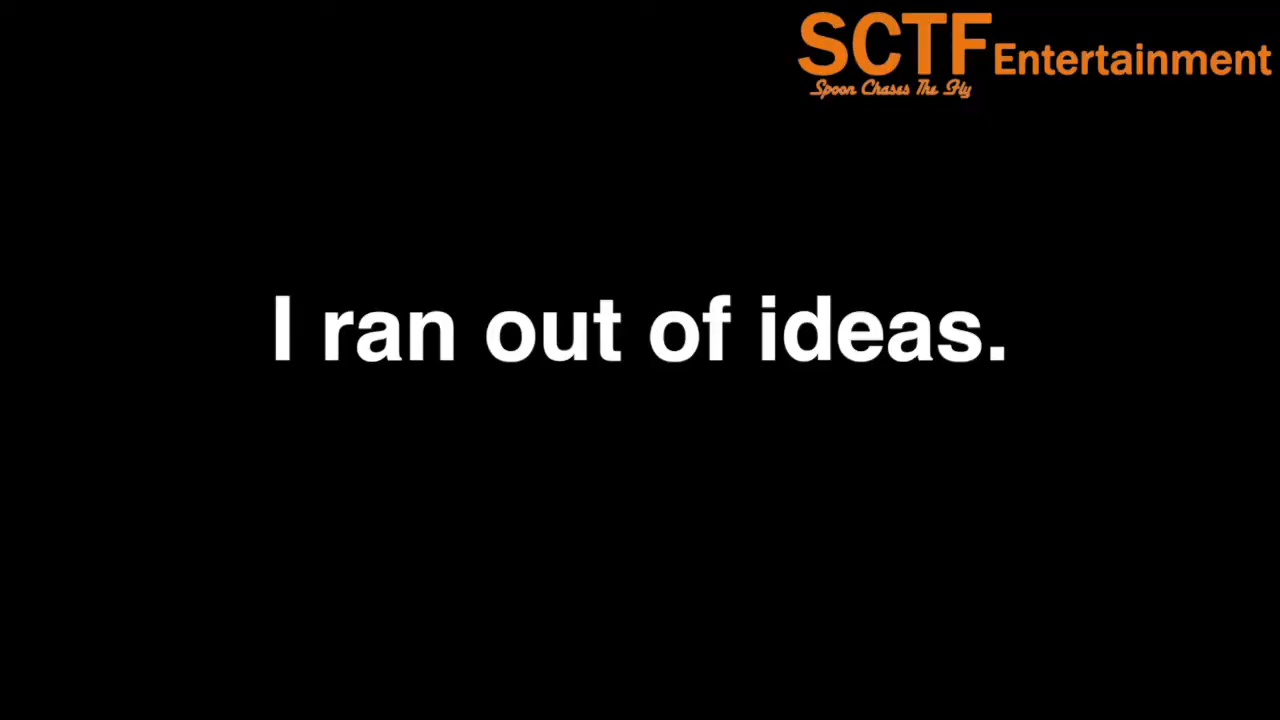 SCTF Entertainment
Spoon Chases The Fly
I ran out of ideas.